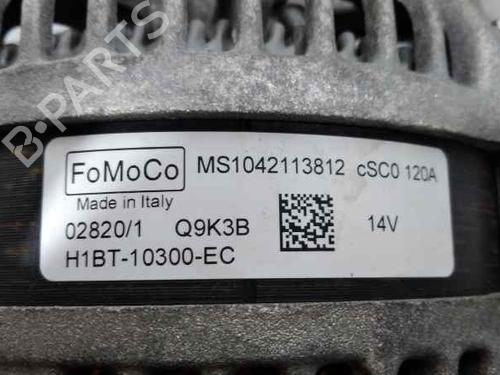 B-PARTS
FoMoCo MS1042113812 cSC0 120A
Made in Italy
02820/1 Q9K3B 14V
H1BT-10300-EC